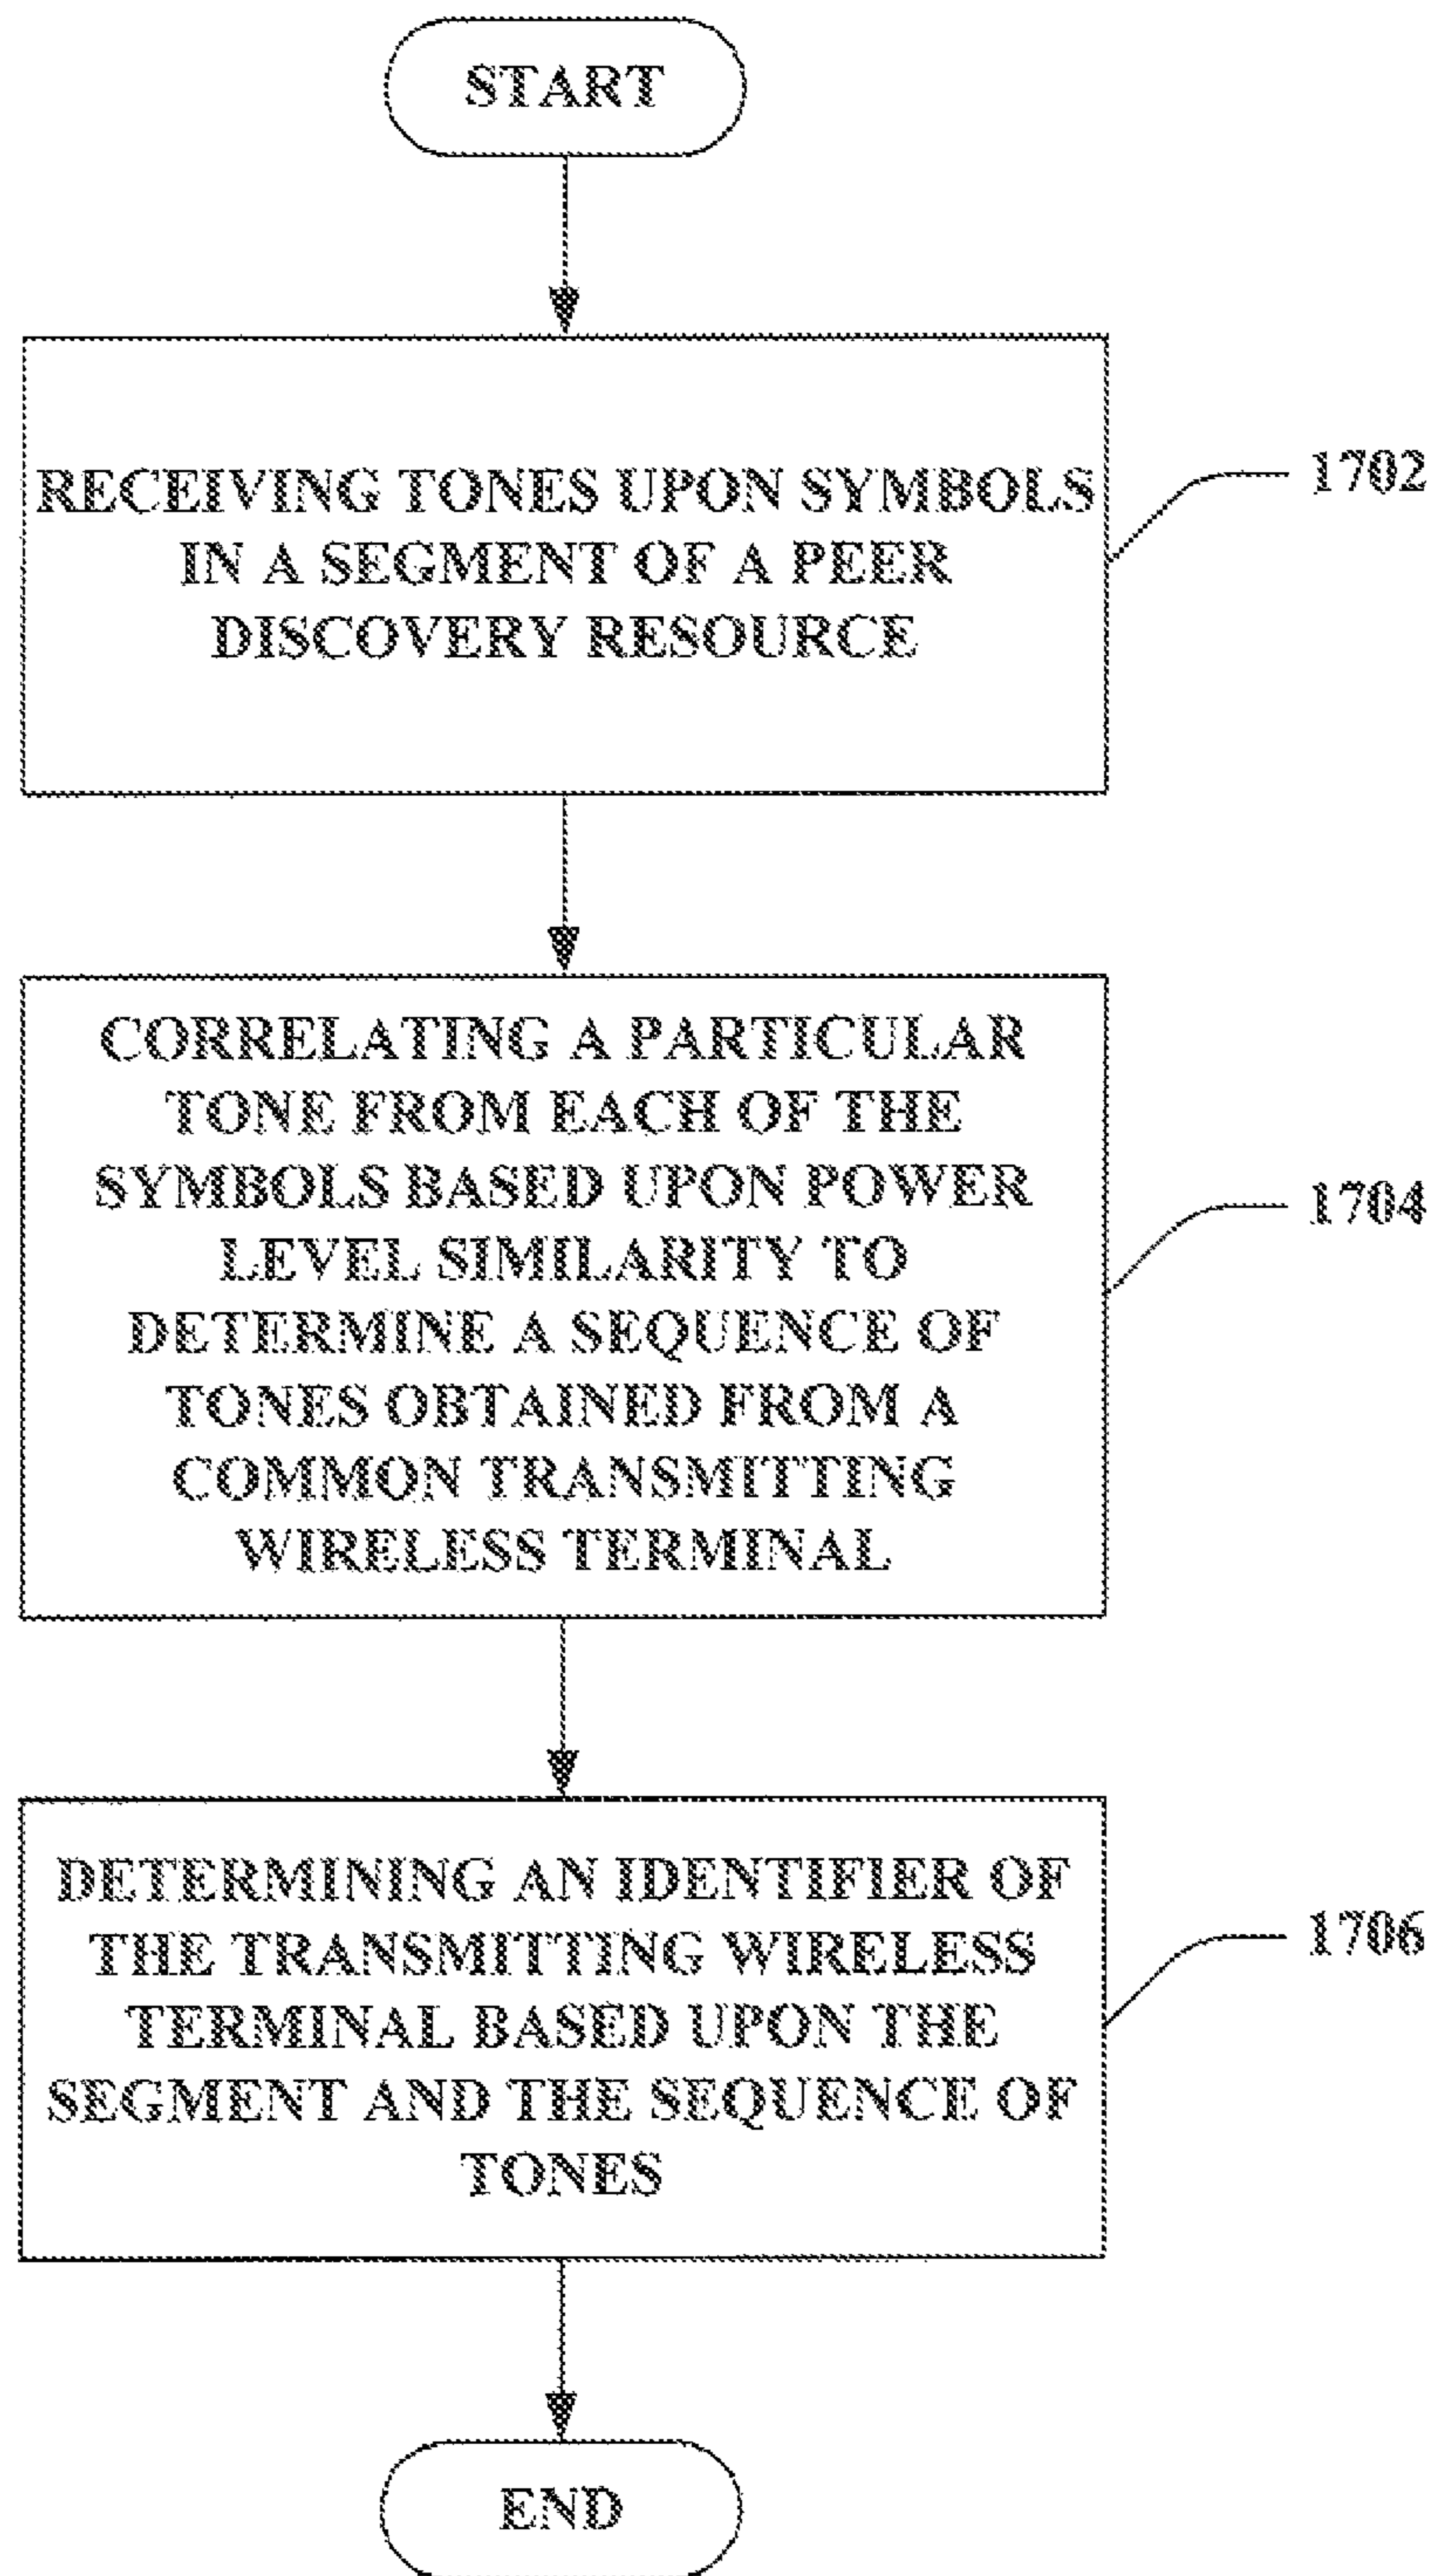 START
RECEIVING TONES UPON SYMBOLS
IN A SEGMENT OF A PEER
DISCOVERY RESOURCE
1702
CORRELATING A PARTICULAR
TONE FROM EACH OF THE
SYMBOLS BASED UPON POWER
LEVEL SIMILARITY TO
DETERMINE A SEQUENCE OF
TONES OBTAINED FROM A
COMMON TRANSMITTING
WIRELESS TERMINAL
1704
DETERMINING AN IDENTIFIER OF
THE TRANSMITTING WIRELESS
TERMINAL BASED UPON THE
SEGMENT AND THE SEQUENCE OF
TONES
1706
END